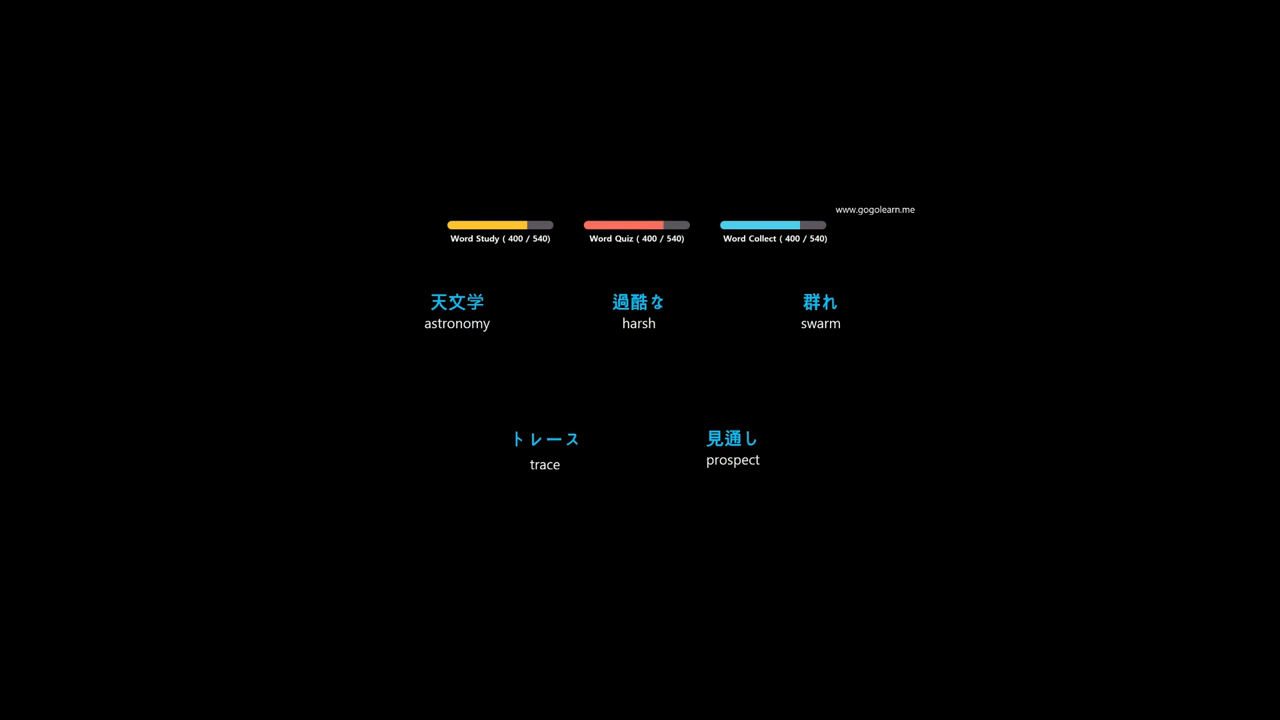 www.gogolearn.me
Word Study ( 400 / 540)
Word Quiz ( 400 / 540)
Word Collect ( 400 / 540)
天文学
astronomy
過酷な
harsh
群れ
swarm
トレース
trace
見通し
prospect